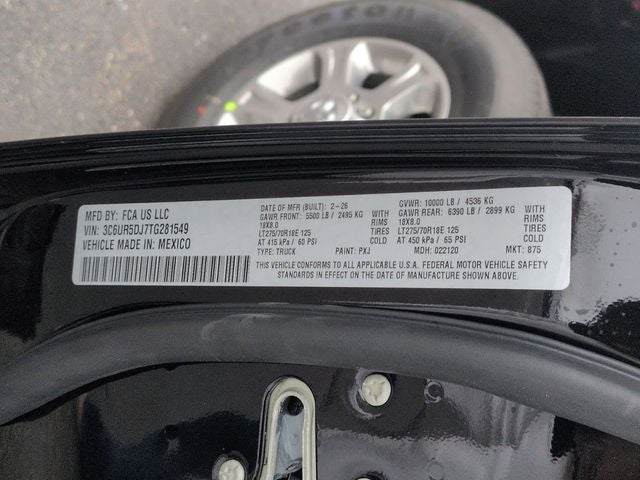 Firestone
MFD BY: FCA US LLC
VIN: 3C6UR5DJ7TG281549
VEHICLE MADE IN: MEXICO
DATE OF MFR (BUILT): 2-26
GAWR FRONT: 5500 LB / 2495 KG WITH
18X8.0 RIMS
LT275/70R18E 125 TIRES
AT 415 kPa / 60 PSI
TYPE: TRUCK PAINT: PXJ
GVWR: 10000 LB / 4536 KG
GAWR REAR: 6390 LB / 2899 KG WITH
18X8.0 RIMS
LT275/70R18E 125 TIRES
AT 450 kPa / 65 PSI
MDH: 022120 MKT: 875
THIS VEHICLE CONFORMS TO ALL APPLICABLE U.S.A. FEDERAL MOTOR VEHICLE SAFETY
STANDARDS IN EFFECT ON THE DATE OF MANUFACTURE SHOWN ABOVE.